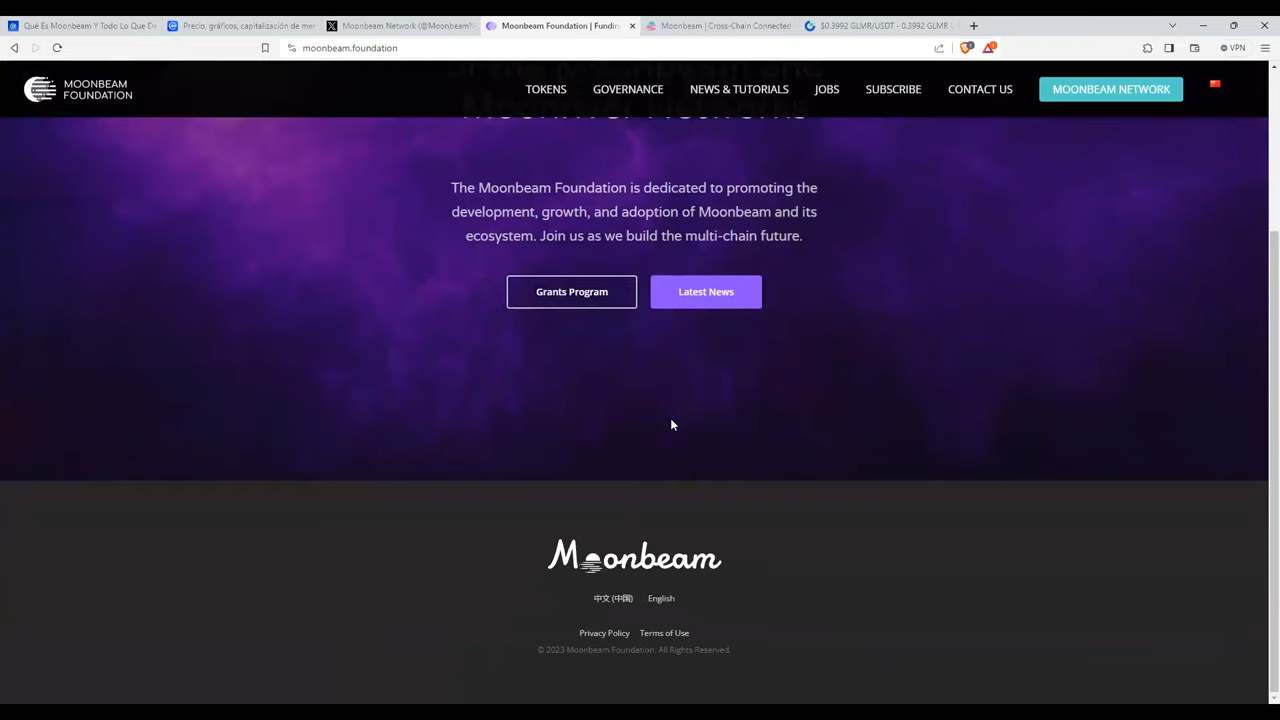 Qué Es Moonbeam Y Todo Lo Que De
Precio, gráficos, capitalización de mer
Moonbeam Network (@Moonbeam
Moonbeam Foundation | Fundin
Moonbeam | Cross-Chain Connected
$0.3992 GLMR/USDT - 0.3992 GLMR
moonbeam.foundation
VPN
MOONBEAM
FOUNDATION
TOKENS
GOVERNANCE
NEWS & TUTORIALS
JOBS
SUBSCRIBE
CONTACT US
MOONBEAM NETWORK
The Moonbeam Foundation is dedicated to promoting the
development, growth, and adoption of Moonbeam and its
ecosystem. Join us as we build the multi-chain future.
Grants Program
Latest News
Moonbeam
中文 (中国) English
Privacy Policy Terms of Use
© 2023 Moonbeam Foundation. All Rights Reserved.